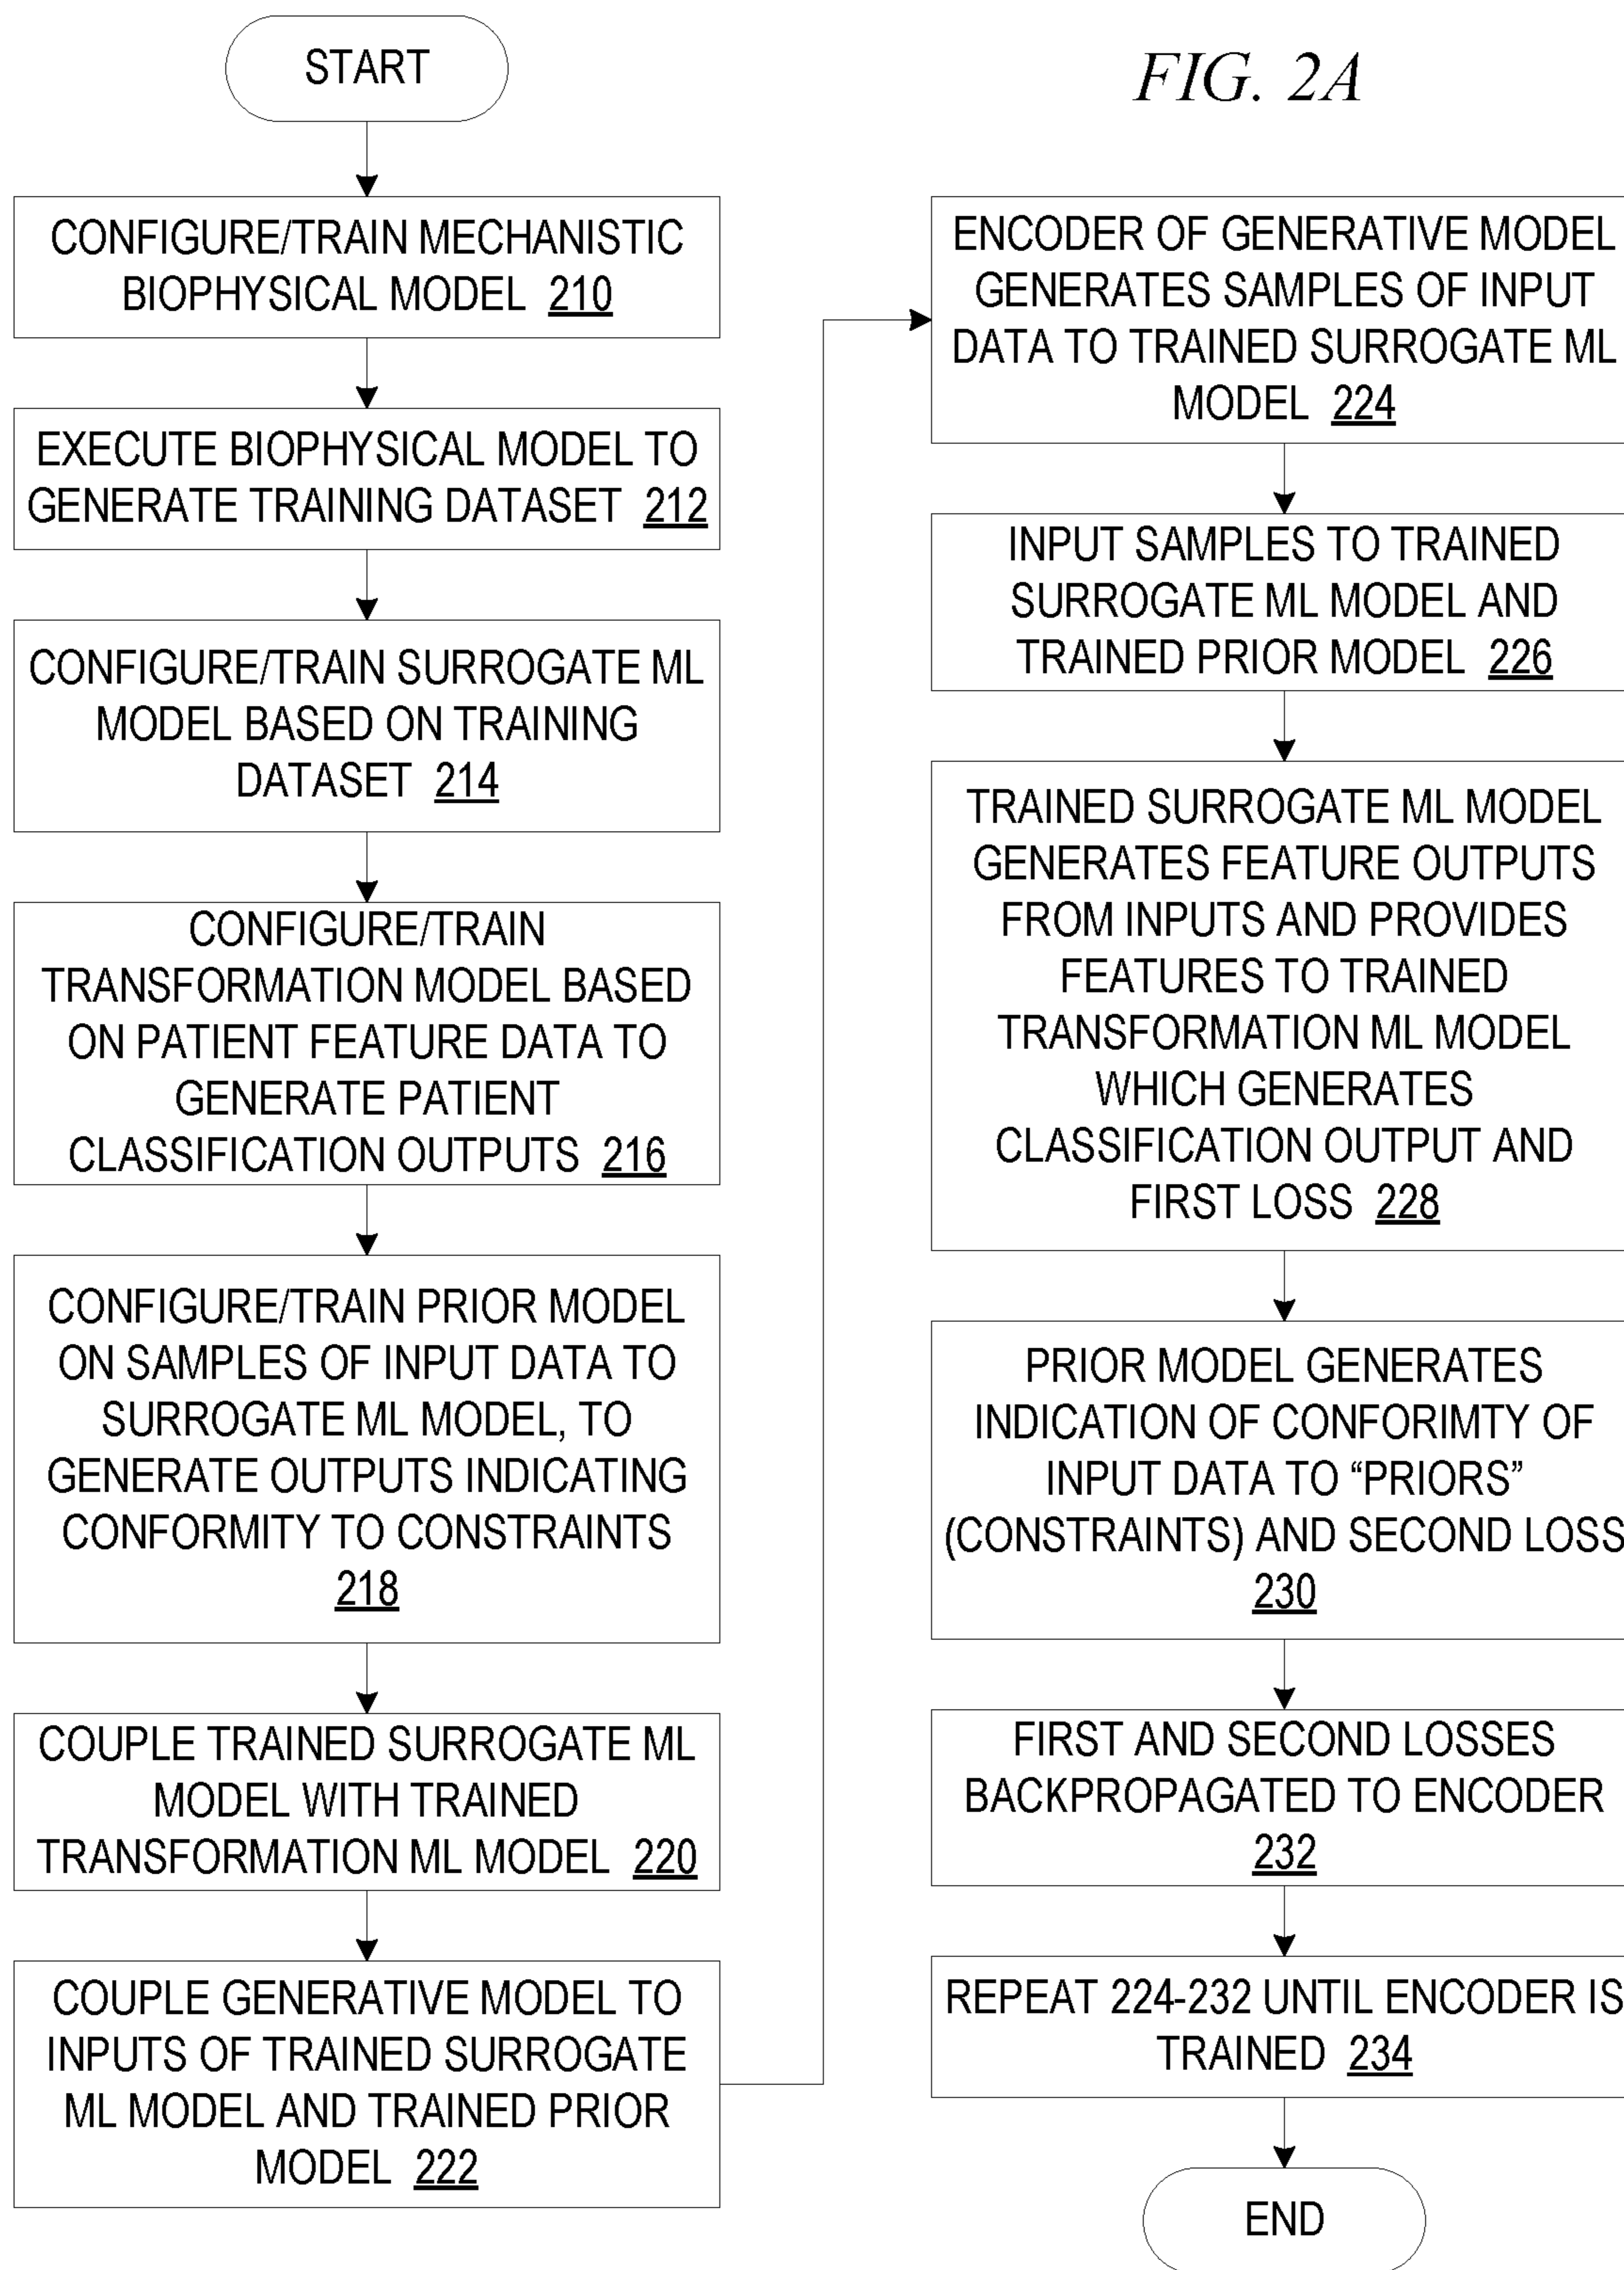 START
CONFIGURE/TRAIN MECHANISTIC
BIOPHYSICAL MODEL 210
EXECUTE BIOPHYSICAL MODEL TO
GENERATE TRAINING DATASET 212
CONFIGURE/TRAIN SURROGATE ML
MODEL BASED ON TRAINING
DATASET 214
CONFIGURE/TRAIN
TRANSFORMATION MODEL BASED
ON PATIENT FEATURE DATA TO
GENERATE PATIENT
CLASSIFICATION OUTPUTS 216
CONFIGURE/TRAIN PRIOR MODEL
ON SAMPLES OF INPUT DATA TO
SURROGATE ML MODEL, TO
GENERATE OUTPUTS INDICATING
CONFORMITY TO CONSTRAINTS
218
COUPLE TRAINED SURROGATE ML
MODEL WITH TRAINED
TRANSFORMATION ML MODEL 220
COUPLE GENERATIVE MODEL TO
INPUTS OF TRAINED SURROGATE
ML MODEL AND TRAINED PRIOR
MODEL 222
FIG. 2A
ENCODER OF GENERATIVE MODEL
GENERATES SAMPLES OF INPUT
DATA TO TRAINED SURROGATE ML
MODEL 224
INPUT SAMPLES TO TRAINED
SURROGATE ML MODEL AND
TRAINED PRIOR MODEL 226
TRAINED SURROGATE ML MODEL
GENERATES FEATURE OUTPUTS
FROM INPUTS AND PROVIDES
FEATURES TO TRAINED
TRANSFORMATION ML MODEL
WHICH GENERATES
CLASSIFICATION OUTPUT AND
FIRST LOSS 228
PRIOR MODEL GENERATES
INDICATION OF CONFORIMTY OF
INPUT DATA TO “PRIORS”
(CONSTRAINTS) AND SECOND LOSS
230
FIRST AND SECOND LOSSES
BACKPROPAGATED TO ENCODER
232
REPEAT 224-232 UNTIL ENCODER IS
TRAINED 234
END